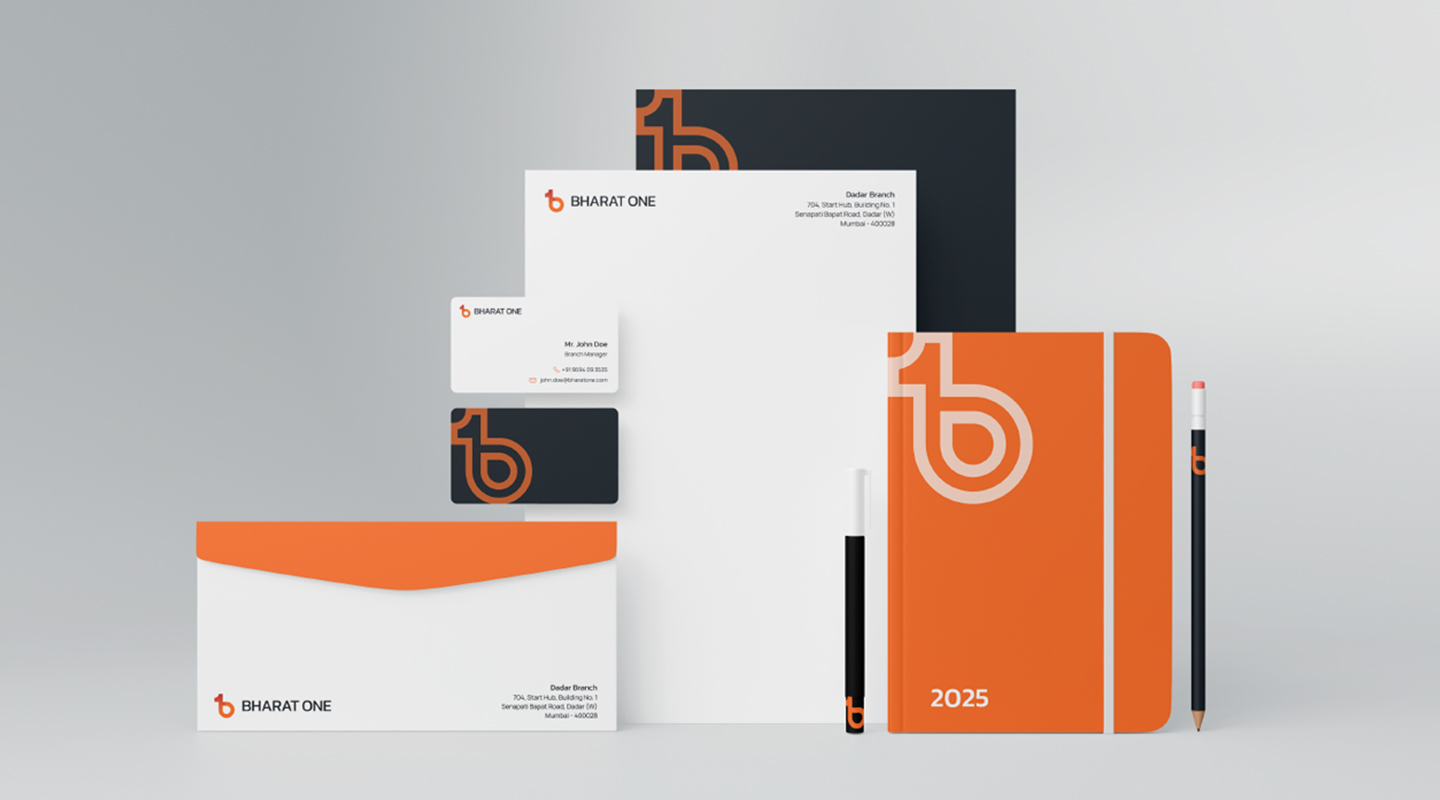 BHARAT ONE
Dadar Branch
704, Start Hub, Building No. 1
Senapati Bapat Road, Dadar (W)
Mumbai - 400028
BHARAT ONE
Mr. John Doe
Branch Manager
+91 9694 09 3535
john.doe@bharatone.com
BHARAT ONE
Dadar Branch
704, Start Hub, Building No. 1
Senapati Bapat Road, Dadar (W)
Mumbai - 400028
2025